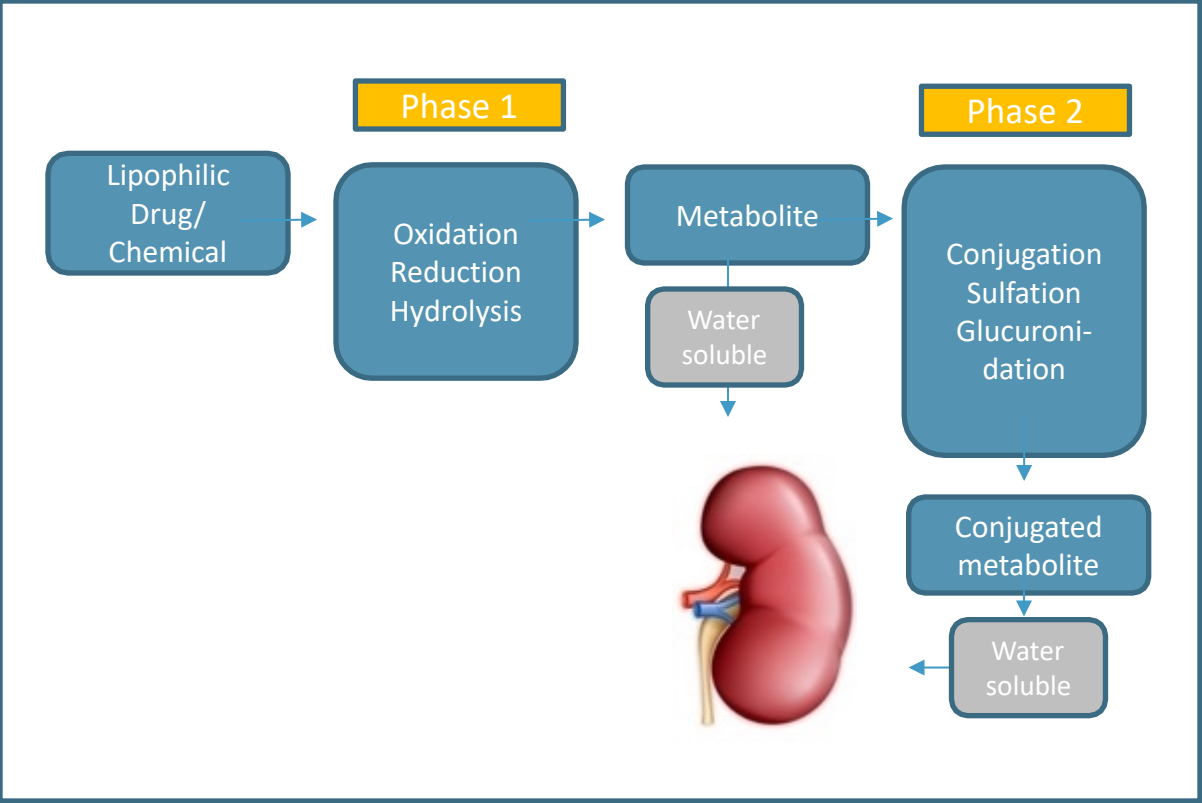 Phase 1
Phase 2
Lipophilic
Drug/
Chemical
Oxidation
Reduction
Hydrolysis
Metabolite
Conjugation
Sulfation
Glucuroni-
dation
Water
soluble
Conjugated
metabolite
Water
soluble